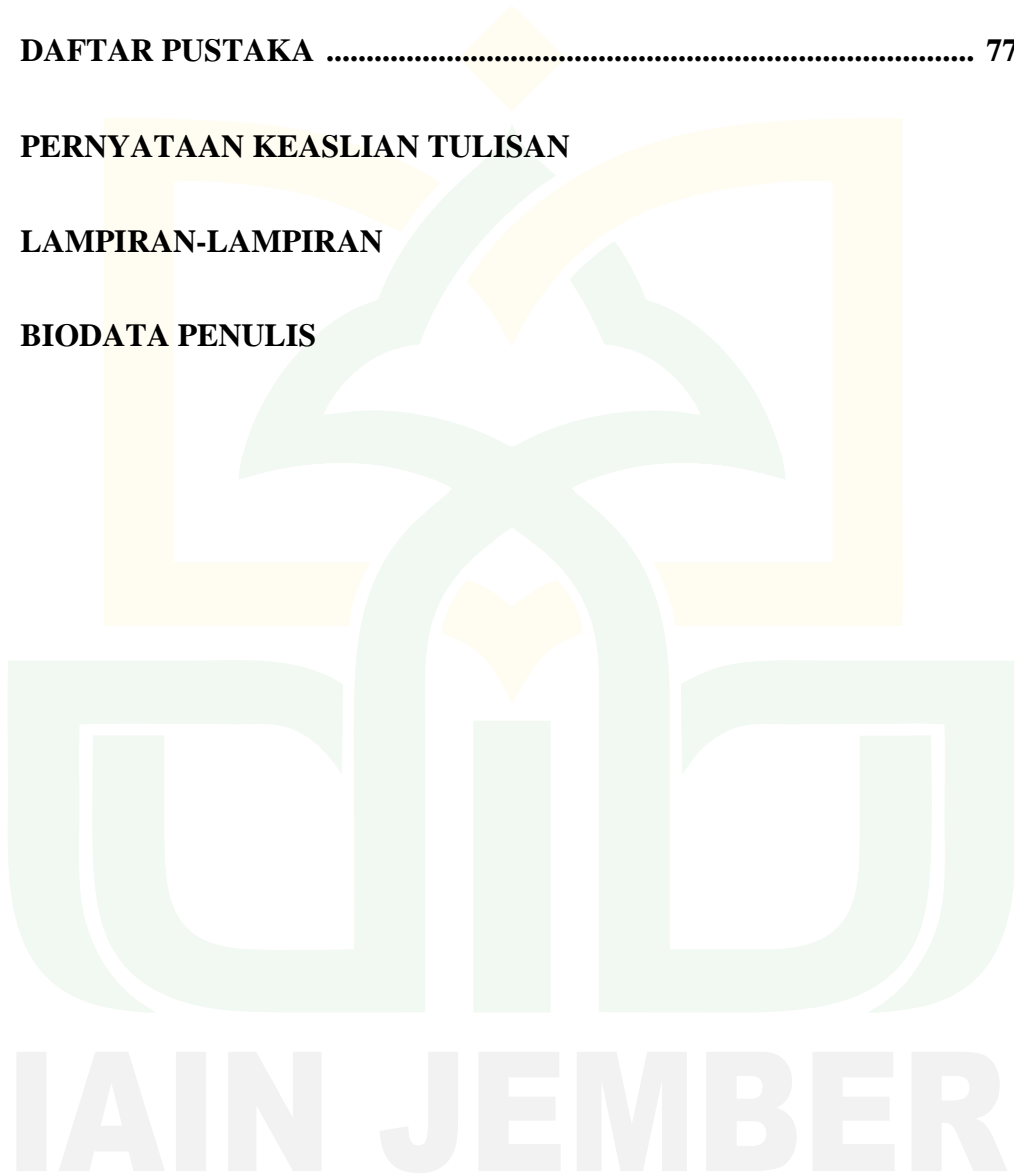 DAFTAR PUSTAKA .................................................................................. 77
PERNYATAAN KEASLIAN TULISAN
LAMPIRAN-LAMPIRAN
BIODATA PENULIS
IAIN JEMBER